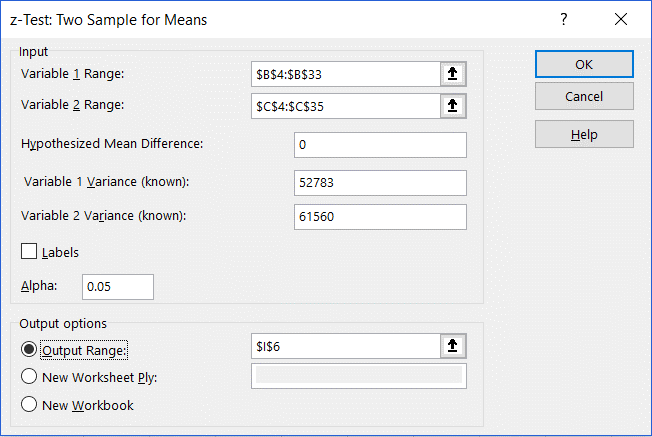 z-Test: Two Sample for Means
?
Input
Variable 1 Range:
$B$4:$B$33
Variable 2 Range:
$C$4:$C$35
Hypothesized Mean Difference:
0
Variable 1 Variance (known):
52783
Variable 2 Variance (known):
61560
Labels
Alpha:
0.05
OK
Cancel
Help
Output options
Output Range:
$I$6
New Worksheet Ply:
New Workbook